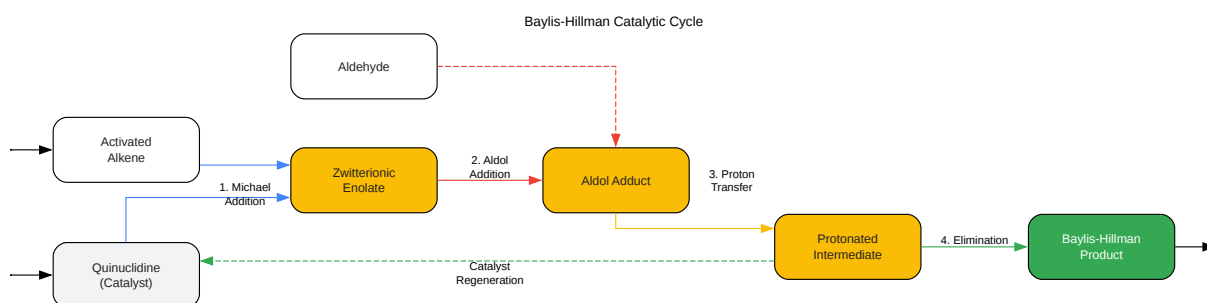 Baylis-Hillman Catalytic Cycle
Aldehyde
Activated
Alkene
1. Michael
Addition
Zwitterionic
Enolate
2. Aldol
Addition
Aldol Adduct
3. Proton
Transfer
Quinuclidine
(Catalyst)
Catalyst
Regeneration
Protonated
Intermediate
4. Elimination
Baylis-Hillman
Product